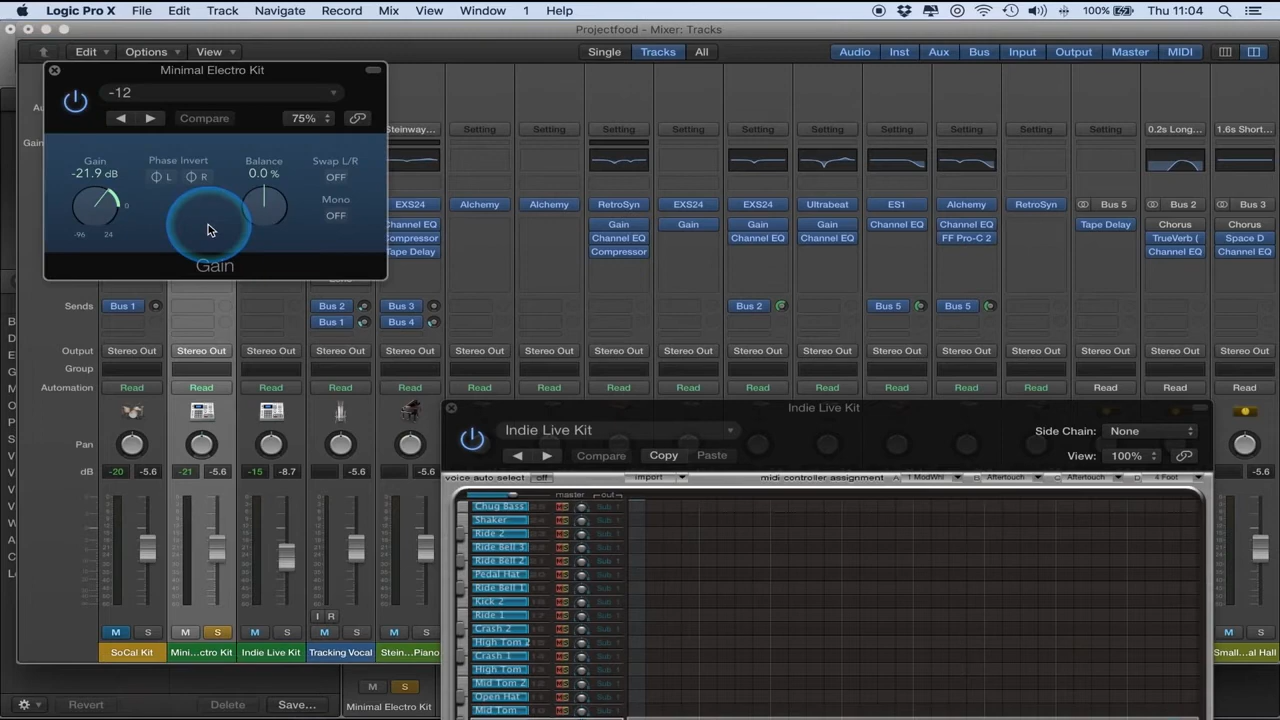 Logic Pro X File Edit Track Navigate Record Mix View Window 1 Help 100% Thu 11:04
Projectfood - Mixer: Tracks
Edit Options View Single Tracks All Audio Inst Aux Bus Input Output Master MIDI
Minimal Electro Kit
-12
Compare 75%
Gain Phase Invert Balance Swap L/R
-21.9 dB L R 0.0 % OFF
Mono
0 OFF
-96 24
Gain
Steinway... Setting Setting Setting Setting Setting Setting Setting Setting Setting Setting 0.2s Long... 1.6s Short...
EXS24 Alchemy Alchemy RetroSyn EXS24 EXS24 Ultrabeat ES1 Alchemy RetroSyn Bus 5 Bus 2 Bus 3
Channel EQ Gain Gain Gain Gain Channel EQ Channel EQ Tape Delay Chorus Chorus
Compressor Channel EQ Channel EQ Channel EQ FF Pro-C 2 TrueVerb ( Space D
Tape Delay Compressor Channel EQ Channel EQ
Sends Bus 1 Bus 2 Bus 3 Bus 2 Bus 5 Bus 5
Bus 1 Bus 4
Output Stereo Out Stereo Out Stereo Out Stereo Out Stereo Out Stereo Out Stereo Out Stereo Out Stereo Out Stereo Out Stereo Out Stereo Out Stereo Out Stereo Out Stereo Out Stereo Out Stereo Out
Group
Automation Read Read Read Read Read Read Read Read Read Read Read Read Read Read Read Read Read
Indie Live Kit
Indie Live Kit Side Chain: None
Compare Copy Paste View: 100%
Pan
dB -20 -5.6 -21 -5.6 -15 -8.7 -5.6 -5.6 -5.6
voice auto select off import midi controller assignment A 1 ModWhl B Aftertouch C Aftertouch D 4 Foot
master out
Chug Bass
Shaker
Ride 2
Ride Bell 3
Ride Bell 2
Pedal Hat
Ride Bell 1
Kick 2
Ride 1
Crash 2
High Tom 2
Crash 1
High Tom
Mid Tom 2
Open Hat
Mid Tom
I R
M S M S M S M S M S M S
SoCal Kit Mini...ctro Kit Indie Live Kit Tracking Vocal Stein...Piano Small...al Hall
M S
Revert Delete Save... Minimal Electro Kit